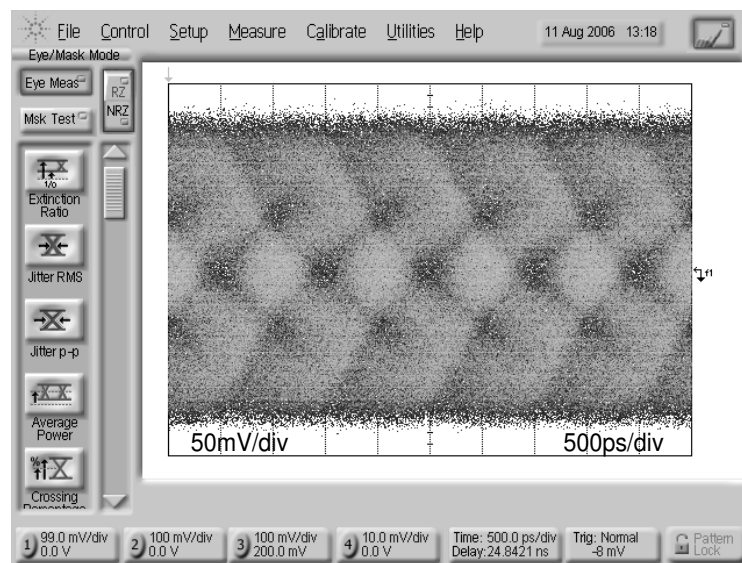 File Control Setup Measure Calibrate Utilities Help 11 Aug 2006 13:18
Eye/Mask Mode
Eye Meas
RZ
NRZ
Msk Test
1/0
Extinction
Ratio
Jitter RMS
Jitter p-p
Average
Power
%
Crossing
Percentage
f1
50mV/div 500ps/div
1) 99.0 mV/div
0.0 V
2) 100 mV/div
0.0 V
3) 100 mV/div
200.0 mV
4) 10.0 mV/div
0.0 V
Time: 500.0 ps/div
Delay:24.8421 ns
Trig: Normal
-8 mV
Pattern
Lock